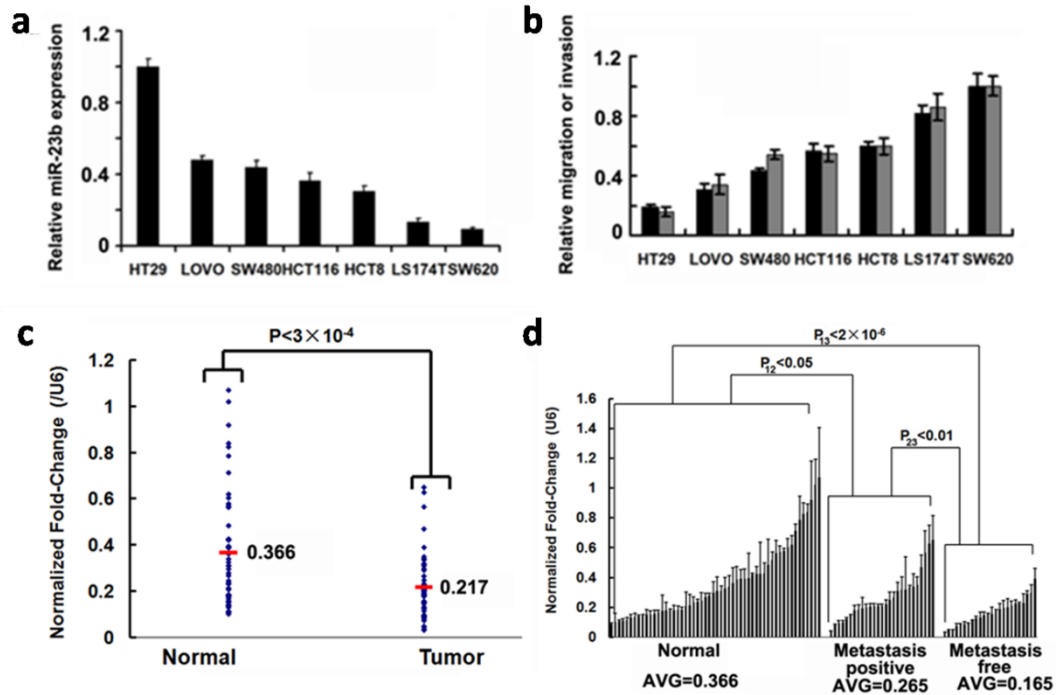 a
Relative miR-23b expression
1.2
0.8
0.4
0
HT29 LOVO SW480 HCT116 HCT8 LS174T SW620
b
Relative migration or invasion
1.2
0.8
0.4
0
HT29 LOVO SW480 HCT116 HCT8 LS174T SW620
c
P<3×10-4
Normalized Fold-Change (/U6)
1.2
1
0.8
0.6
0.4
0.2
0
0.366
0.217
Normal Tumor
d
P13<2×10-6
P12<0.05
P23<0.01
Normalized Fold-Change (U6)
1.6
1.4
1.2
1
0.8
0.6
0.4
0.2
0
Normal
AVG=0.366
Metastasis
positive
AVG=0.265
Metastasis
free
AVG=0.165